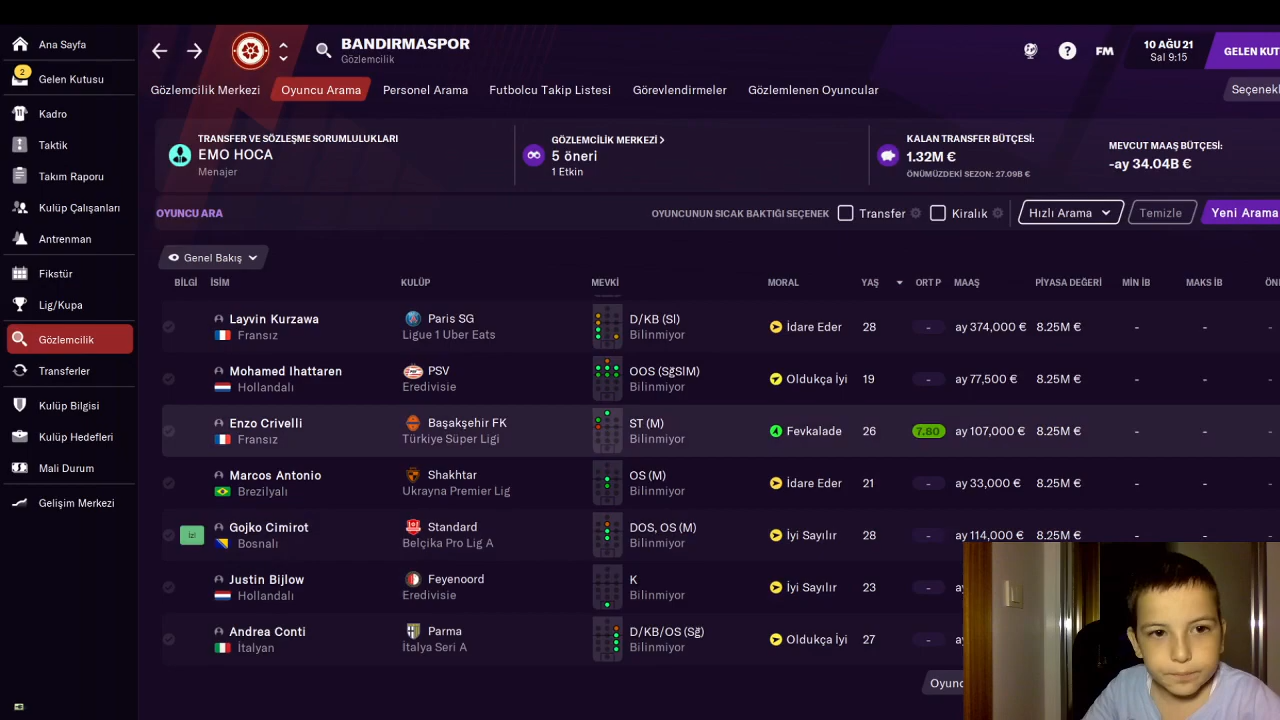 Ana Sayfa
2
Gelen Kutusu
11
Kadro
Taktik
Takım Raporu
Kulüp Çalışanları
Antrenman
Fikstür
Lig/Kupa
Gözlemcilik
Transferler
Kulüp Bilgisi
Kulüp Hedefleri
Mali Durum
Gelişim Merkezi
BANDIRMASPOR
Gözlemcilik
? FM
10 AĞU 21
Sal 9:15
GELEN KUT
Gözlemcilik Merkezi Oyuncu Arama Personel Arama Futbolcu Takip Listesi Görevlendirmeler Gözlemlenen Oyuncular
Seçenekl
TRANSFER VE SÖZLEŞME SORUMLULUKLARI
EMO HOCA
Menajer
GÖZLEMCİLİK MERKEZİ >
5 öneri
1 Etkin
KALAN TRANSFER BÜTÇESİ:
1.32M €
ÖNÜMÜZDEKİ SEZON: 27.09B €
MEVCUT MAAŞ BÜTÇESİ:
-ay 34.04B €
OYUNCU ARA
OYUNCUNUN SICAK BAKTIĞI SEÇENEK Transfer Kiralık Hızlı Arama Temizle Yeni Arama
Genel Bakış
BİLGİ İSİM KULÜP MEVKİ MORAL YAŞ ORT P MAAŞ PİYASA DEĞERİ MİN İB MAKS İB ÖN
Layvin Kurzawa Paris SG D/KB (Sl)
İdare Eder 28 - ay 374,000 € 8.25M € - -
Fransız Ligue 1 Uber Eats Bilinmiyor
Mohamed Ihattaren PSV OOS (SğSlM)
Oldukça İyi 19 - ay 77,500 € 8.25M € - -
Hollandalı Eredivisie Bilinmiyor
Enzo Crivelli Başakşehir FK ST (M)
Fevkalade 26 7.80 ay 107,000 € 8.25M € - -
Fransız Türkiye Süper Ligi Bilinmiyor
Marcos Antonio Shakhtar OS (M)
İdare Eder 21 - ay 33,000 € 8.25M € - -
Brezilyalı Ukrayna Premier Lig Bilinmiyor
Gojko Cimirot Standard DOS, OS (M)
İzl İyi Sayılır 28 - ay 114,000 € 8.25M € - -
Bosnalı Belçika Pro Lig A Bilinmiyor
Justin Bijlow Feyenoord K
İyi Sayılır 23 - ay
Hollandalı Eredivisie Bilinmiyor
Andrea Conti Parma D/KB/OS (Sğ)
Oldukça İyi 27 - ay
İtalyan İtalya Seri A Bilinmiyor
Oyunc